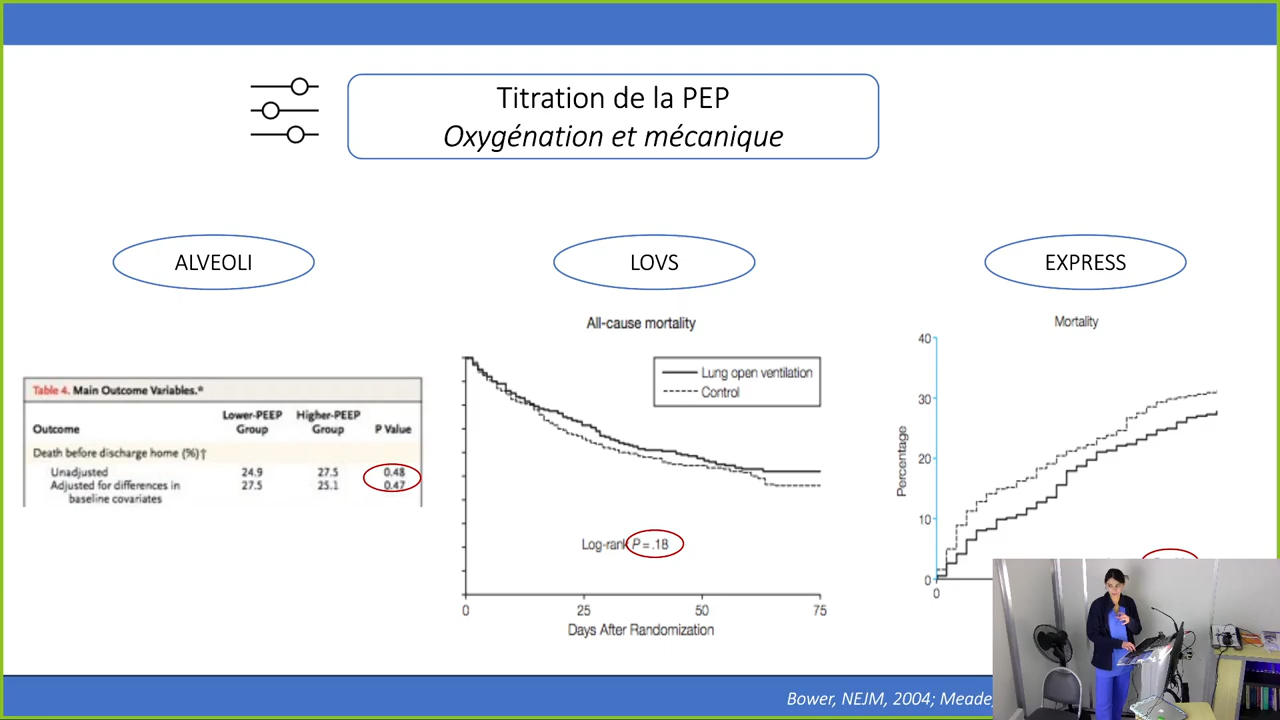 Titration de la PEP
Oxygénation et mécanique
ALVEOLI
LOVS
EXPRESS
Table 4. Main Outcome Variables.*
Outcome
Lower-PEEP Group
Higher-PEEP Group
P Value
Death before discharge home (%)†
Unadjusted 24.9 27.5 0.48
Adjusted for differences in baseline covariates 27.5 25.1 0.47
All-cause mortality
Lung open ventilation
Control
Log-rank P = .18
0 25 50 75
Days After Randomization
Mortality
Percentage
40
30
20
10
0
0
Bower, NEJM, 2004; Meade,